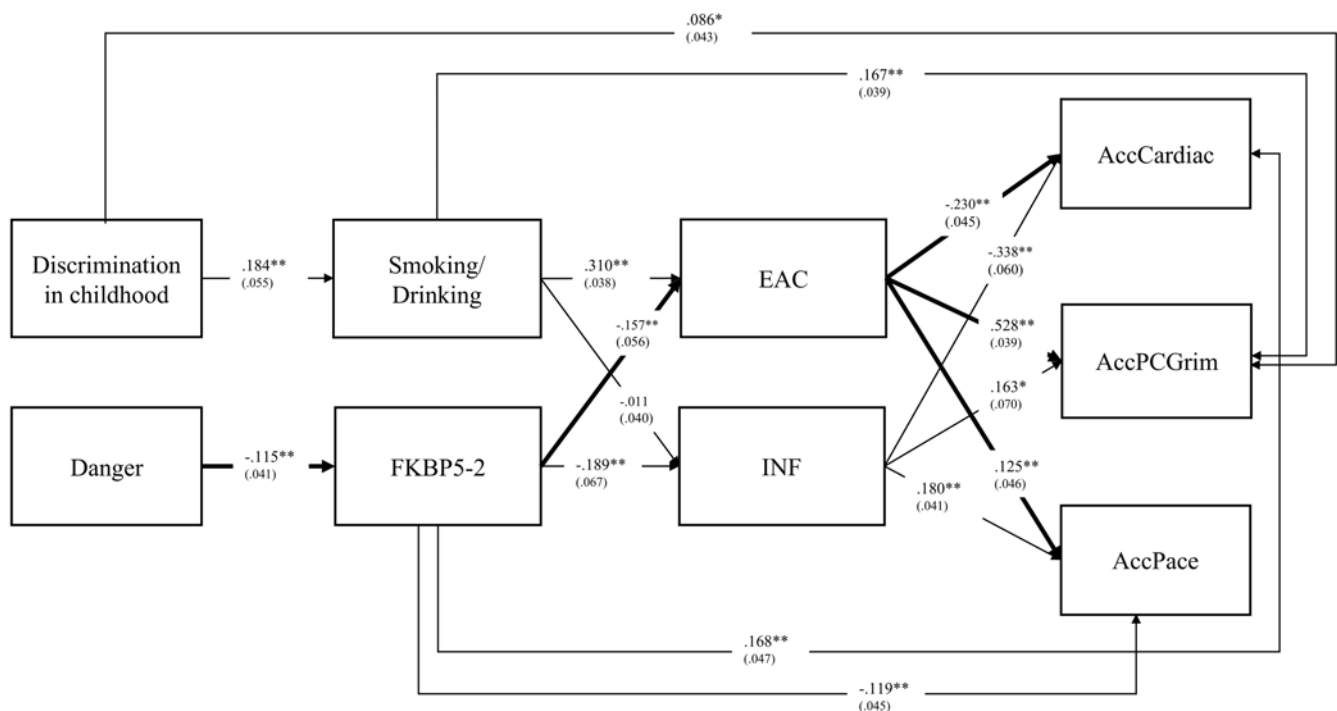 .086*
(.043)
.167**
(.039)
AccCardiac
-.230**
(.045)
Discrimination
in childhood
.184**
(.055)
Smoking/
Drinking
.310**
(.038)
EAC
-.338**
(.060)
-.157**
(.056)
.528**
(.039)
AccPCGrim
-.011
(.040)
.163*
(.070)
Danger
-.115**
(.041)
FKBP5-2
-.189**
(.067)
INF
.125**
(.046)
.180**
(.041)
AccPace
.168**
(.047)
-.119**
(.045)